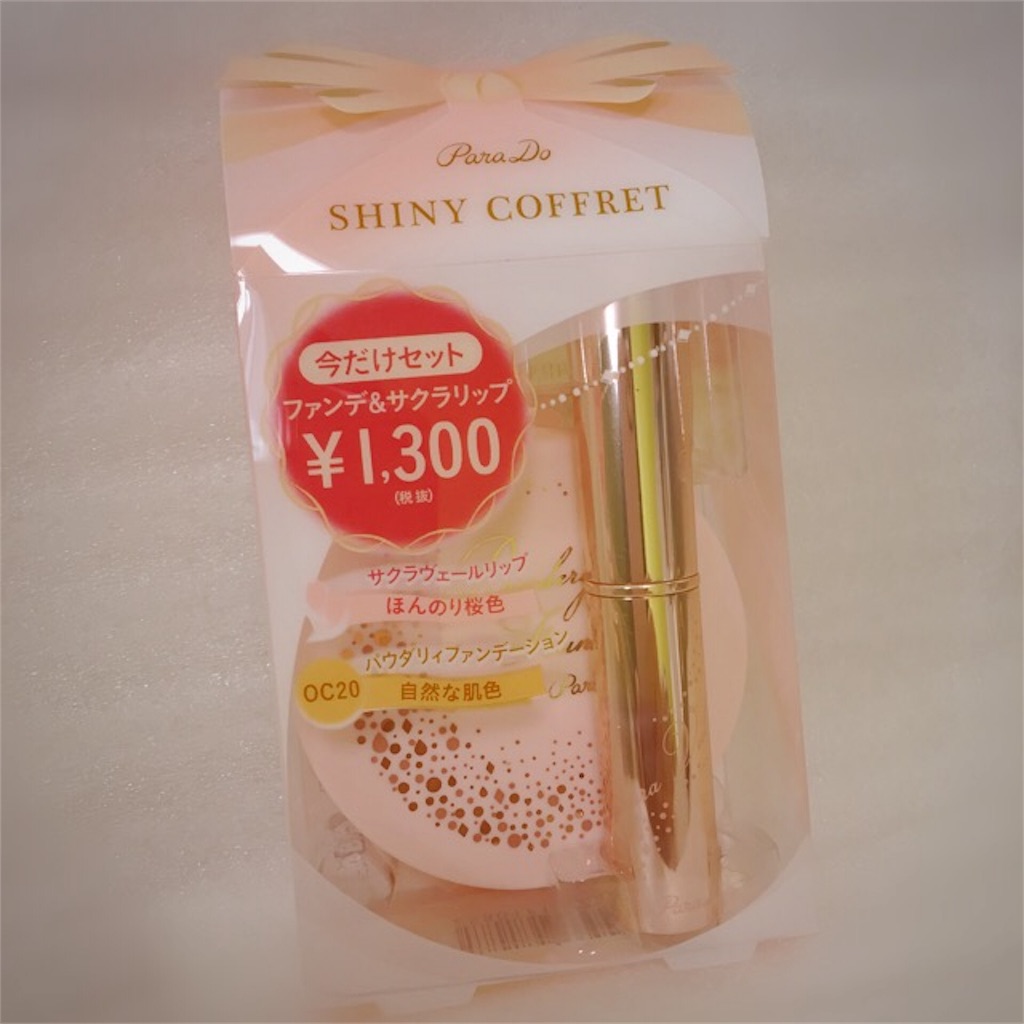 Para Do
SHINY COFFRET
今だけセット
ファンデ&サクラリップ
¥1,300
(税抜)
サクラヴェールリップ
ほんのり桜色
パウダリィファンデーション
OC20
自然な肌色